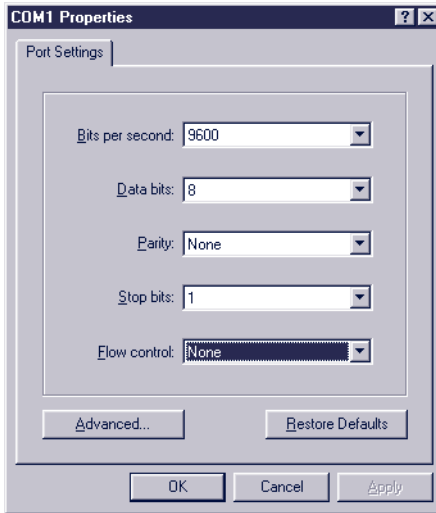 COM1 Properties
Port Settings
Bits per second: 9600
Data bits: 8
Parity: None
Stop bits: 1
Flow control: None
Advanced... Restore Defaults
OK Cancel Apply